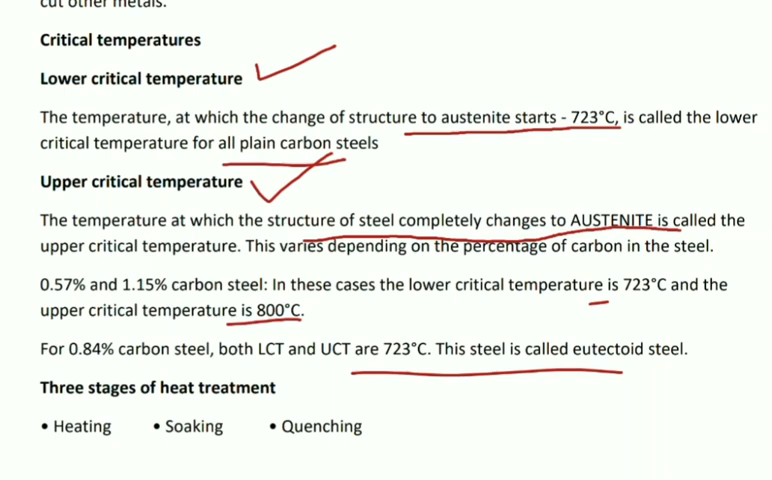 cut other metals.
Critical temperatures
Lower critical temperature
The temperature, at which the change of structure to austenite starts - 723°C, is called the lower
critical temperature for all plain carbon steels
Upper critical temperature
The temperature at which the structure of steel completely changes to AUSTENITE is called the
upper critical temperature. This varies depending on the percentage of carbon in the steel.
0.57% and 1.15% carbon steel: In these cases the lower critical temperature is 723°C and the
upper critical temperature is 800°C.
For 0.84% carbon steel, both LCT and UCT are 723°C. This steel is called eutectoid steel.
Three stages of heat treatment
• Heating • Soaking • Quenching